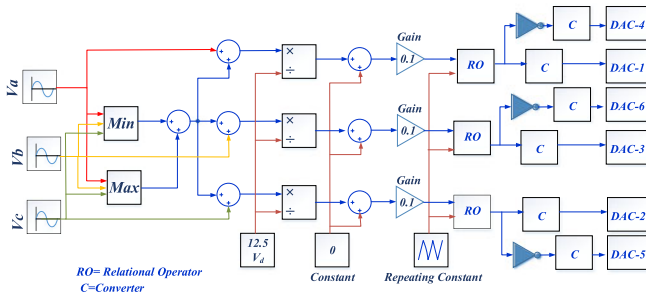 Va
Vb
Vc
Min
Max
+
+
+
+
+
+
+
+
×
÷
×
÷
×
÷
12.5
Vd
+
+
+
+
+
+
0
Constant
Gain
0.1
Gain
0.1
Gain
0.1
Repeating Constant
RO
RO
RO
C
DAC-4
C
DAC-1
C
DAC-6
C
DAC-3
C
DAC-2
C
DAC-5
RO= Relational Operator
C=Converter